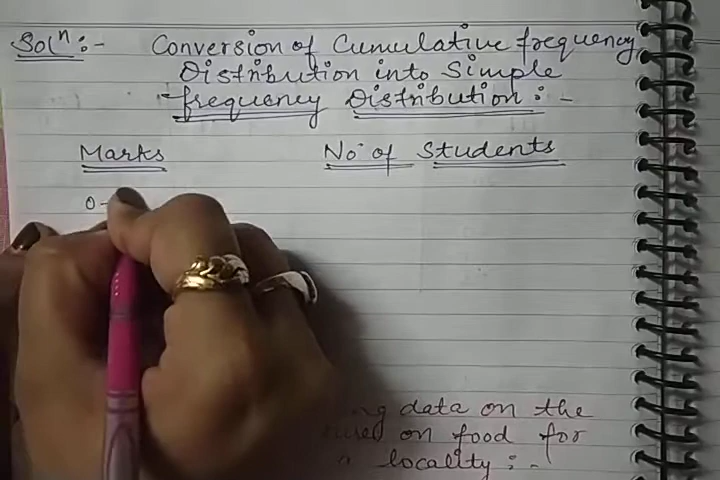 Solⁿ :- Conversion of Cumulative frequency
Distribution into Simple
frequency Distribution : -
Marks No. of Students
0-
data on the
on food for
locality : -